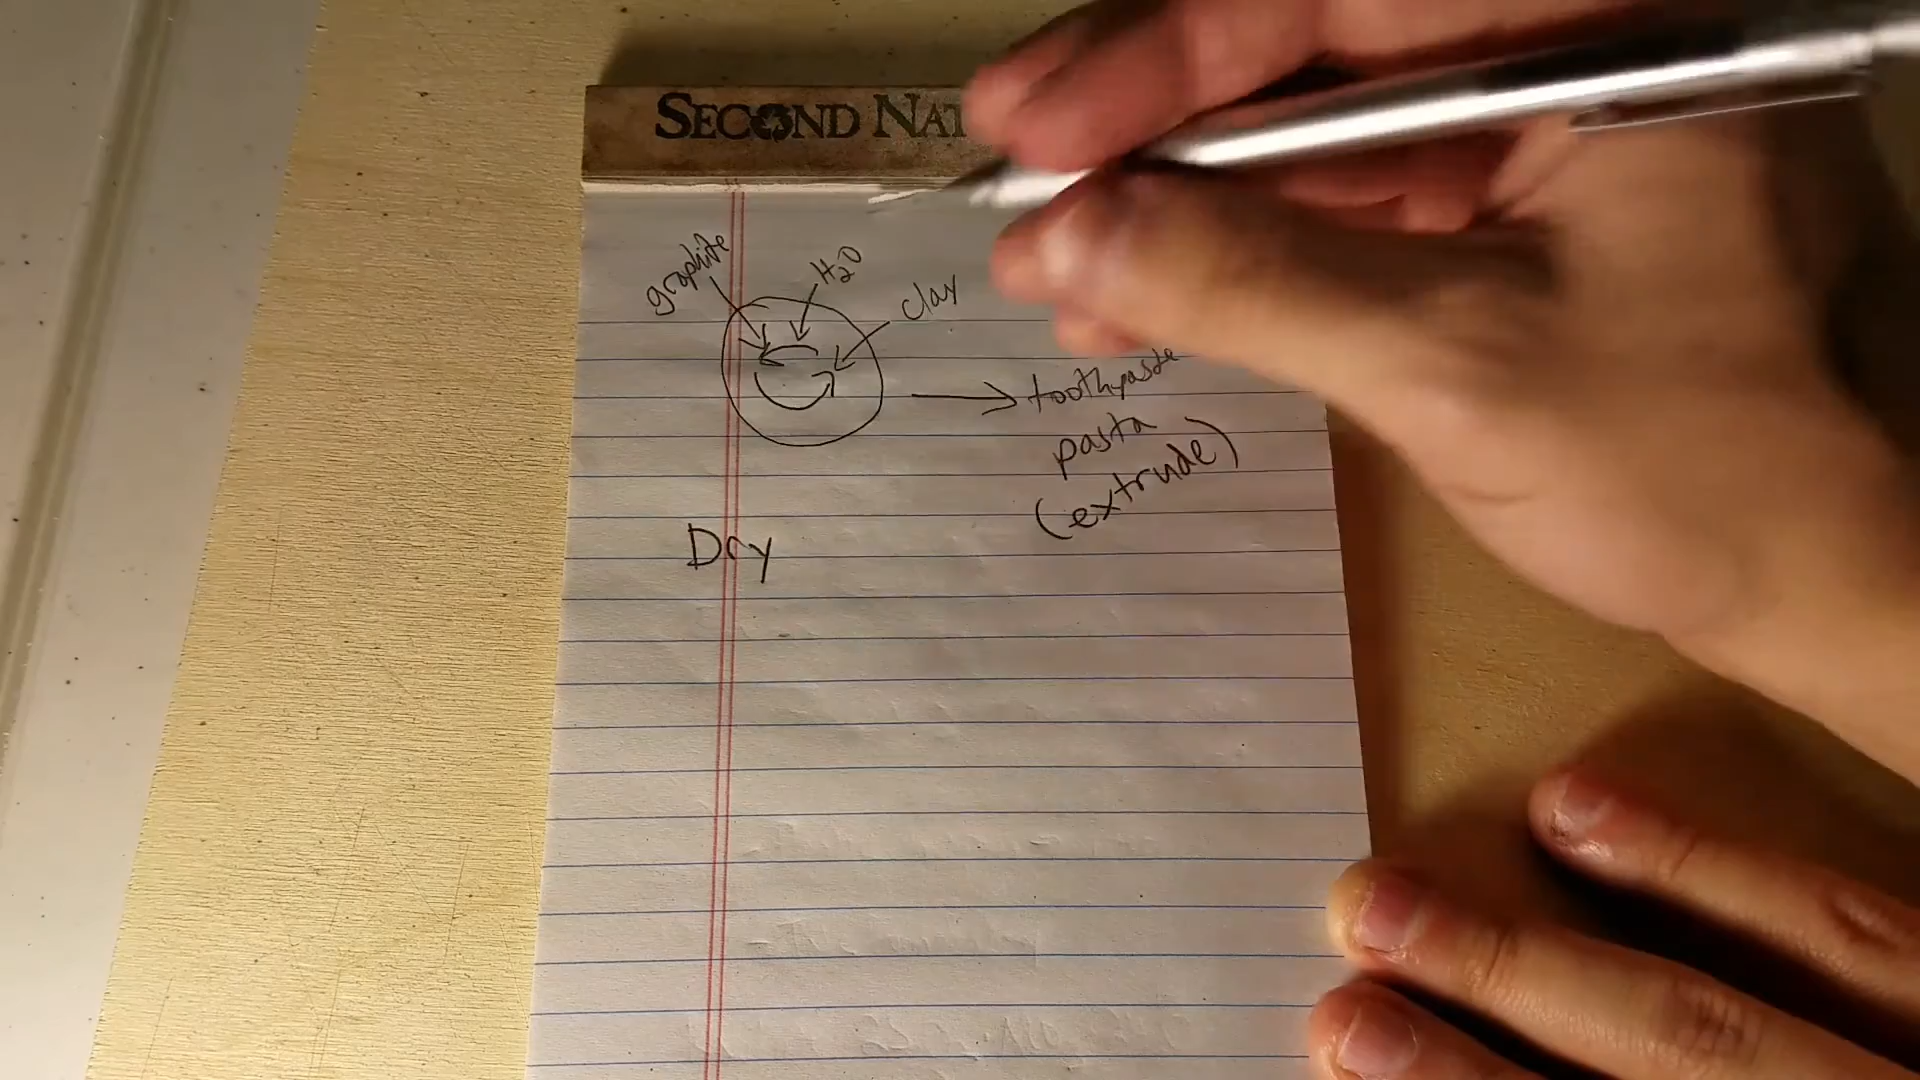 SECOND NAT
graphite
H₂O
clay
toothpaste
pasta
(extrude)
Dry